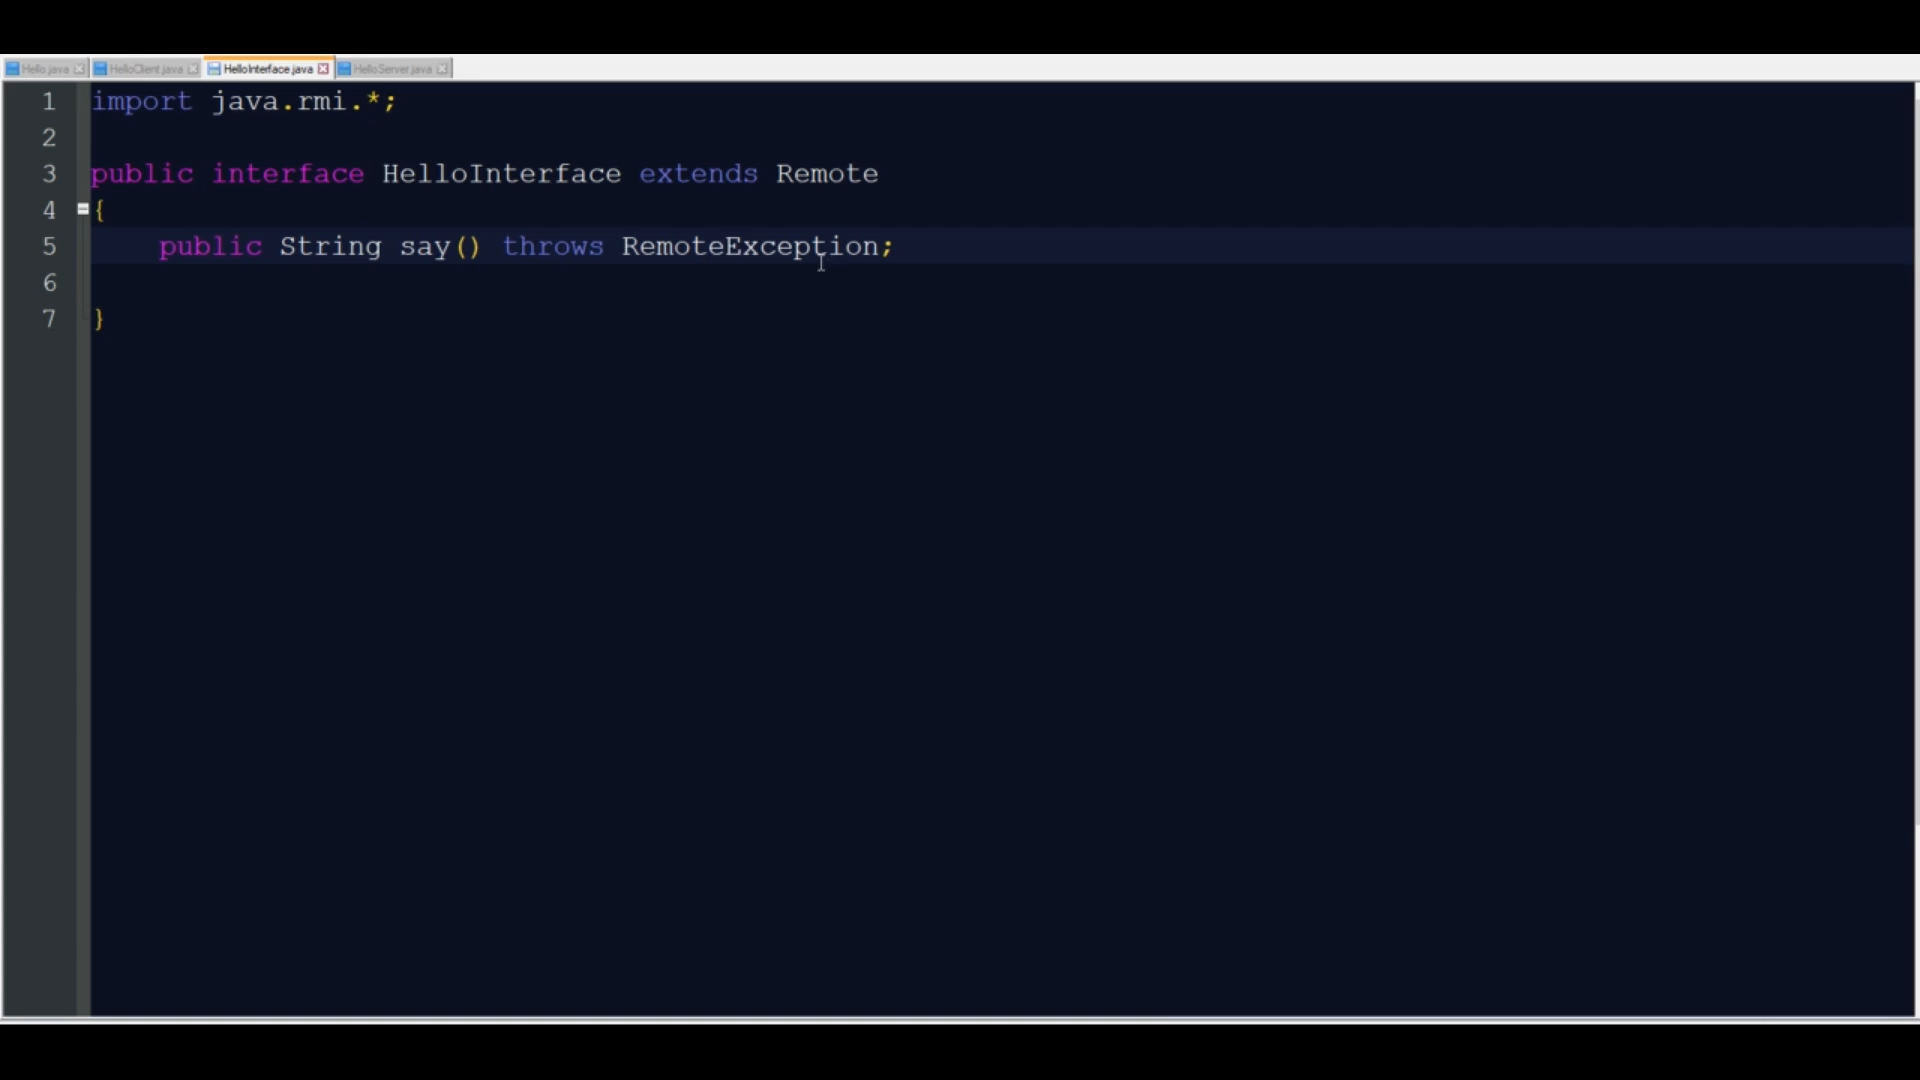 Hello.java HelloClient.java HelloInterface.java HelloServer.java
1 import java.rmi.*;
2
3 public interface HelloInterface extends Remote
4 {
5 public String say() throws RemoteException;
6
7 }